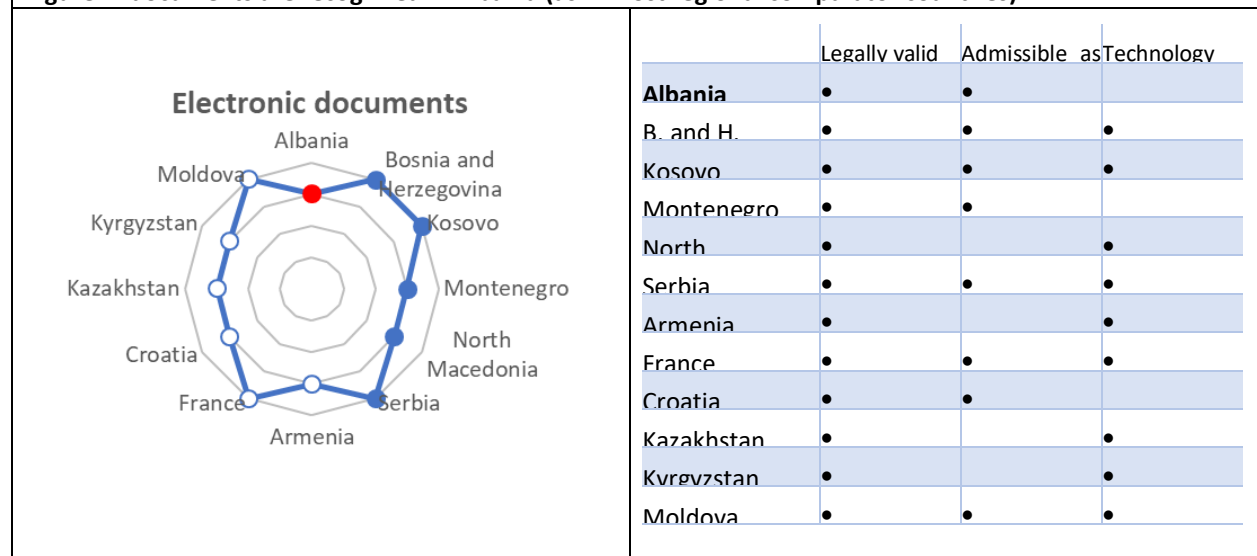 Electronic documents
Albania
Bosnia and
Herzegovina
Kosovo
Montenegro
North
Macedonia
Serbia
Armenia
France
Croatia
Kazakhstan
Kyrgyzstan
Moldova
Legally valid Admissible as Technology
Albania ● ●
B. and H. ● ● ●
Kosovo ● ● ●
Montenegro ● ●
North ● ●
Serbia ● ● ●
Armenia ● ●
France ● ● ●
Croatia ● ●
Kazakhstan ● ●
Kyrgyzstan ● ●
Moldova ● ● ●